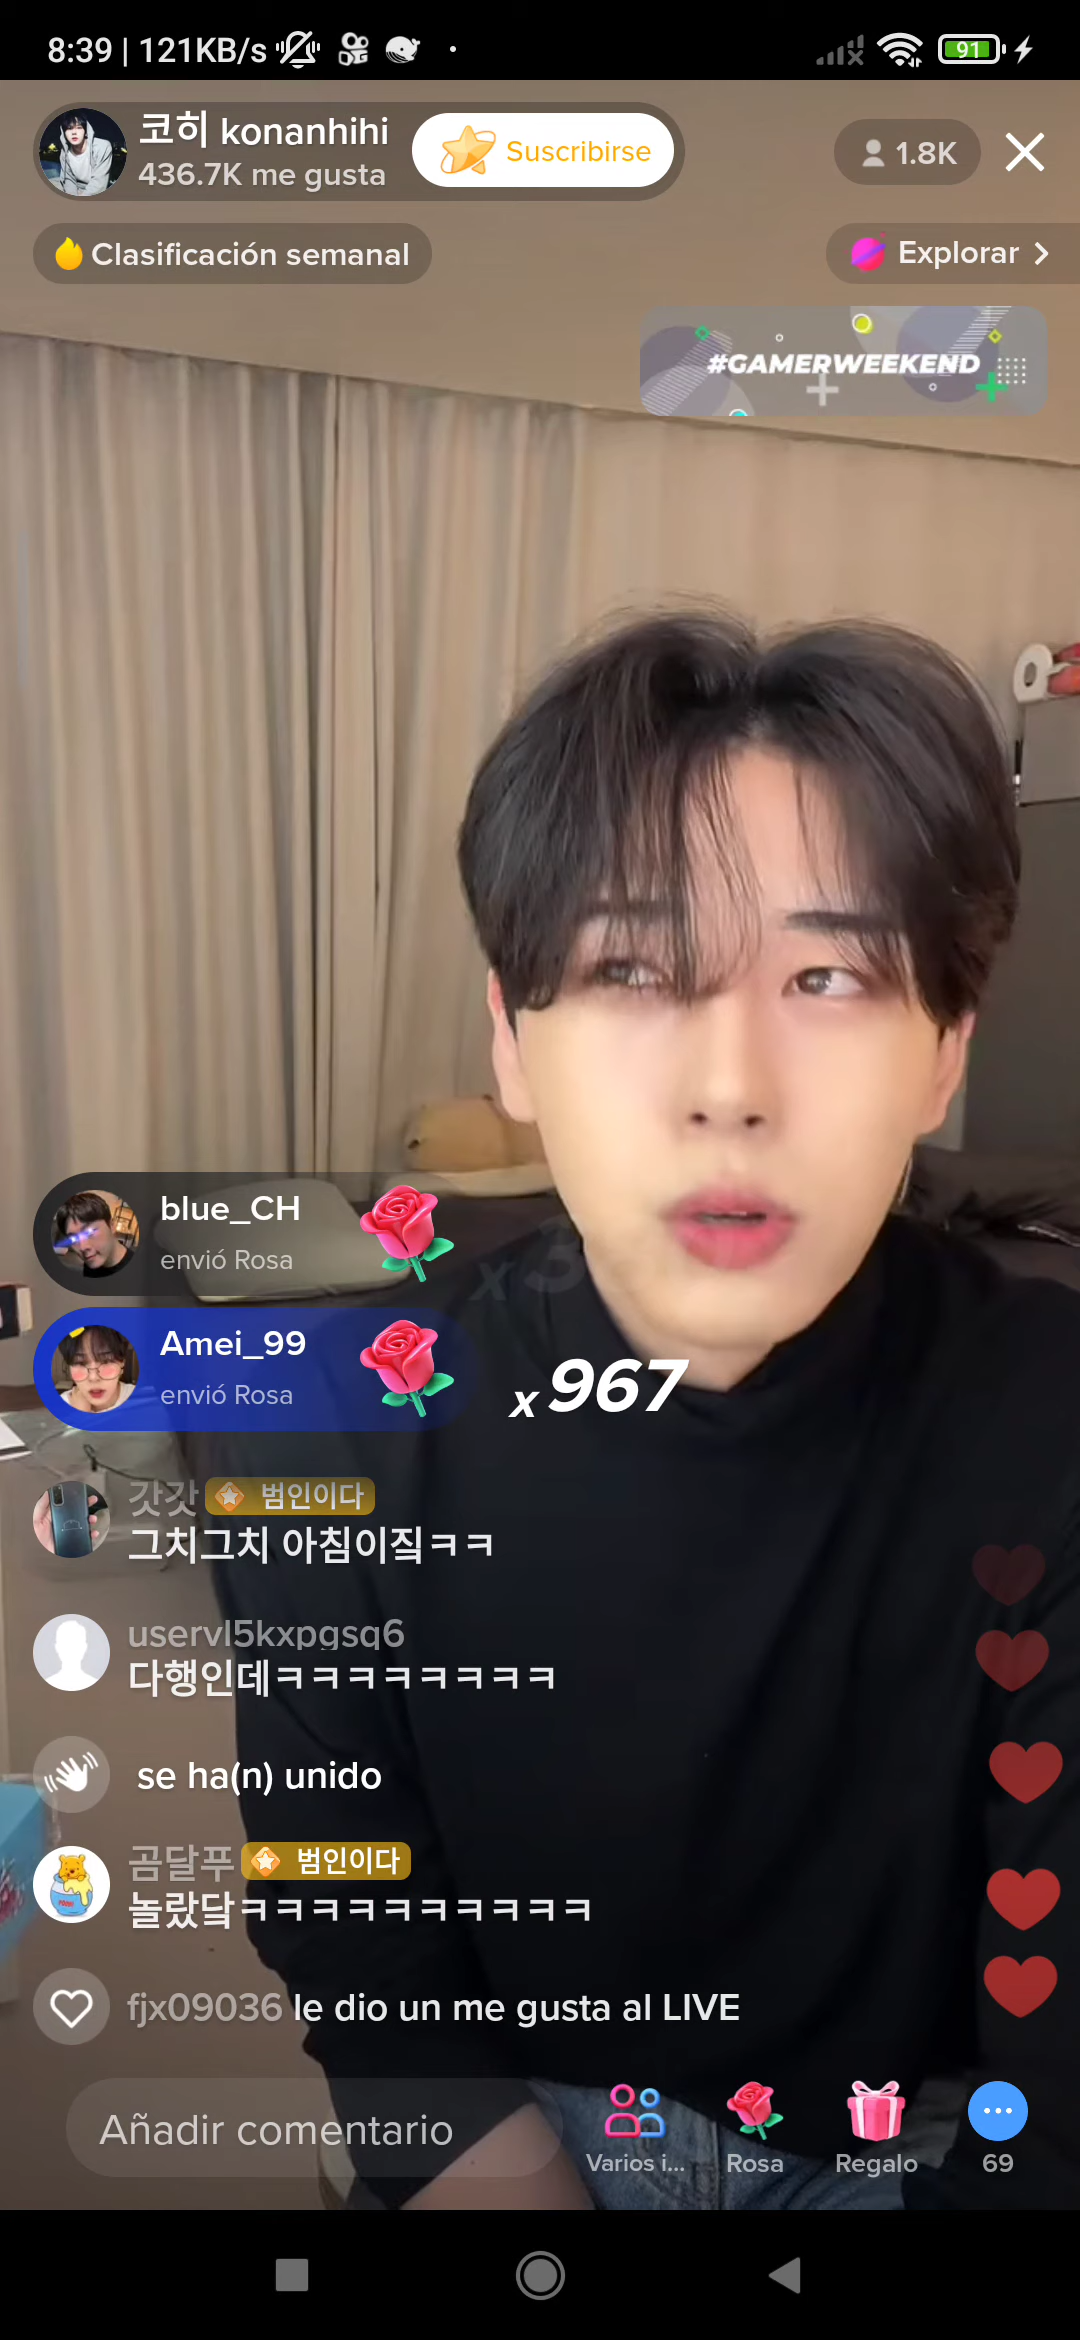 8:39 | 121KB/s
91
코히 konanhihi
436.7K me gusta
Suscribirse
1.8K
Clasificación semanal
Explorar
#GAMERWEEKEND
blue_CH
envió Rosa
Amei_99
envió Rosa
x967
갓갓 범인이다
그치그치 아침이짘ㅋㅋ
uservl5kxpgsq6
다행인데ㅋㅋㅋㅋㅋㅋㅋㅋ
se ha(n) unido
곰달푸 범인이다
놀랐닼ㅋㅋㅋㅋㅋㅋㅋㅋㅋㅋ
fjx09036 le dio un me gusta al LIVE
Añadir comentario
Varios i...
Rosa
Regalo
69